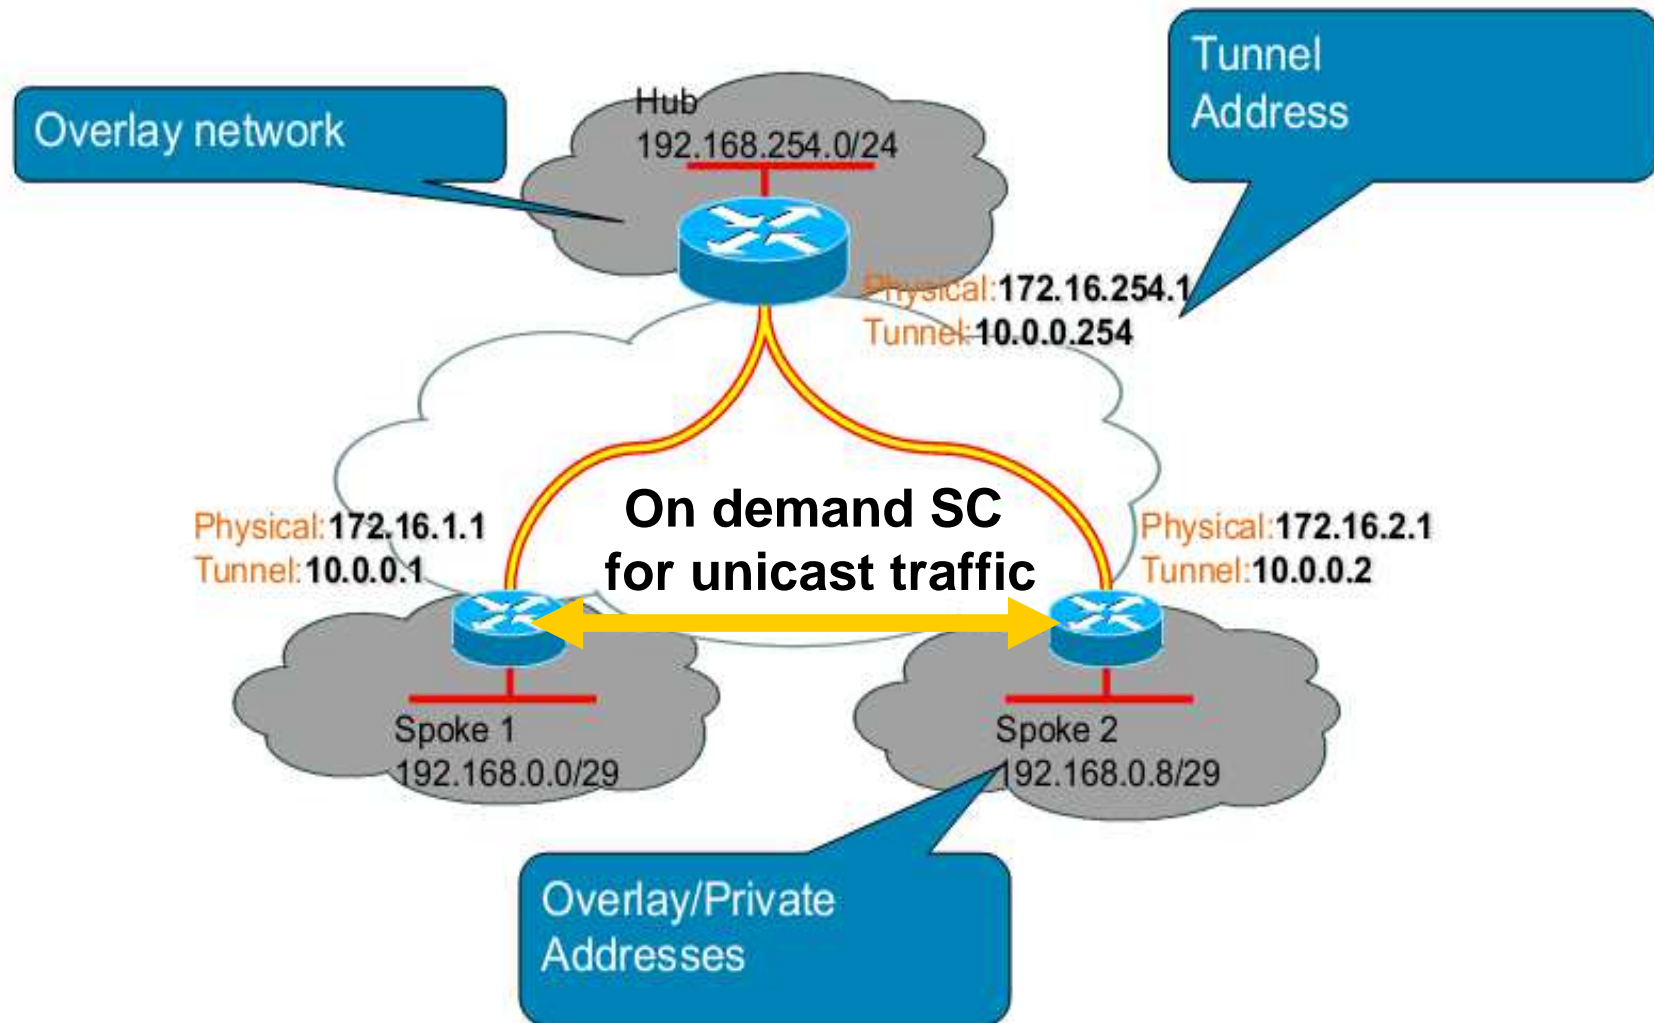 Tunnel
Address
Overlay network
Hub
192.168.254.0/24
Physical:172.16.254.1
Tunnel:10.0.0.254
On demand SC
for unicast traffic
Physical:172.16.1.1
Tunnel:10.0.0.1
Physical:172.16.2.1
Tunnel:10.0.0.2
Spoke 1
192.168.0.0/29
Spoke 2
192.168.0.8/29
Overlay/Private
Addresses